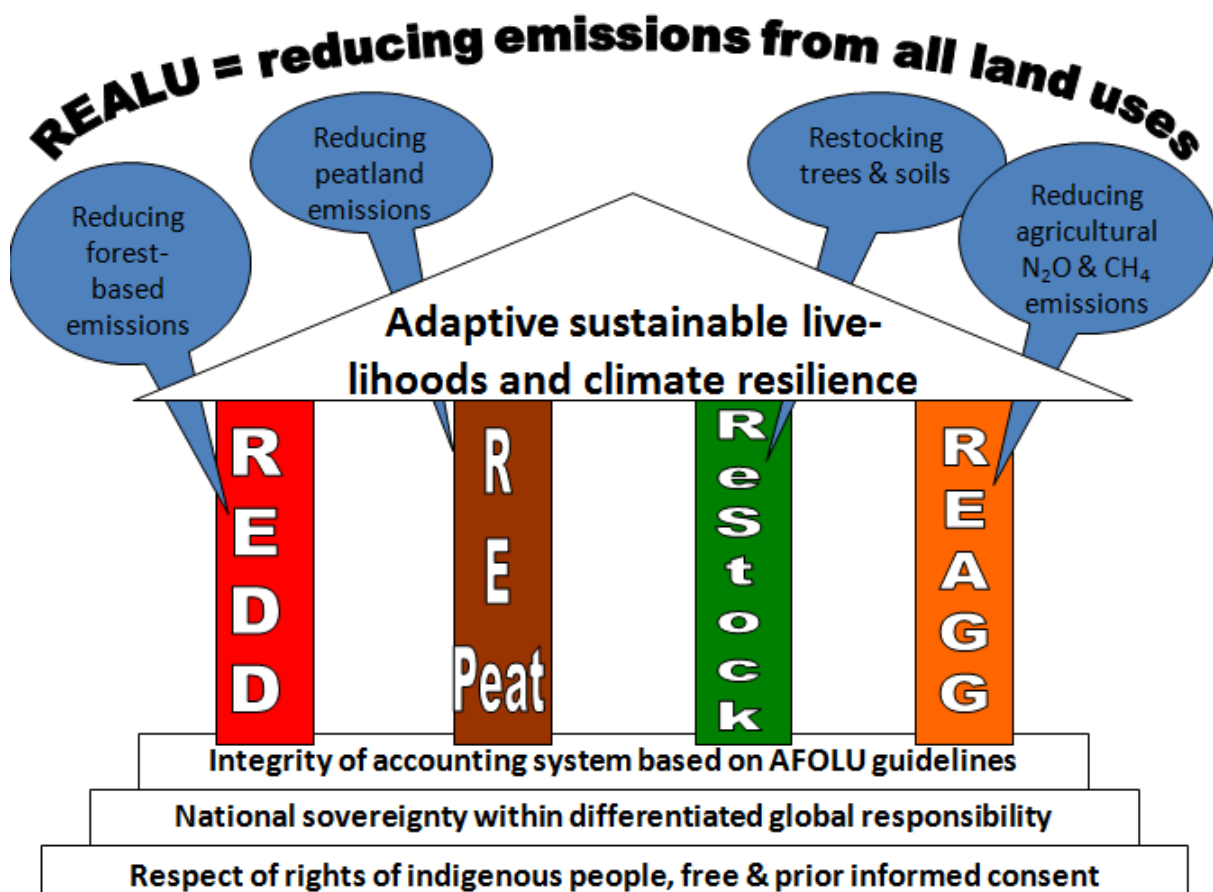 REALU = reducing emissions from all land uses
Reducing
forest-
based
emissions
Reducing
peatland
emissions
Restocking
trees & soils
Reducing
agricultural
N₂O & CH₄
emissions
Adaptive sustainable live-
lihoods and climate resilience
REDD
RE
Peat
ReStock
REAGG
Integrity of accounting system based on AFOLU guidelines
National sovereignty within differentiated global responsibility
Respect of rights of indigenous people, free & prior informed consent